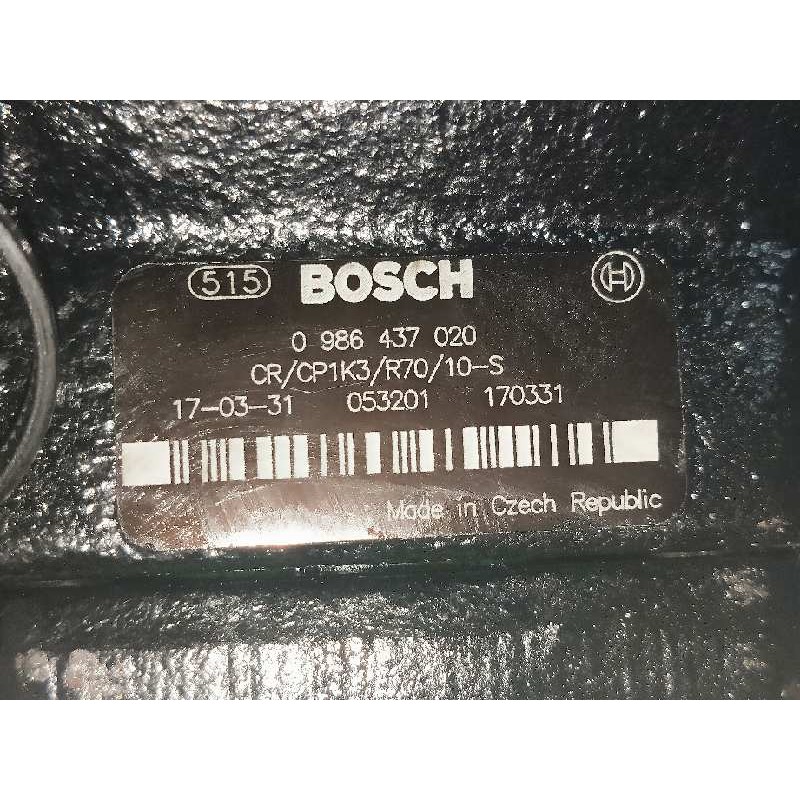 515 BOSCH H
0 986 437 020
CR/CP1K3/R70/10-S
17-03-31 053201 170331
Made in Czech Republic